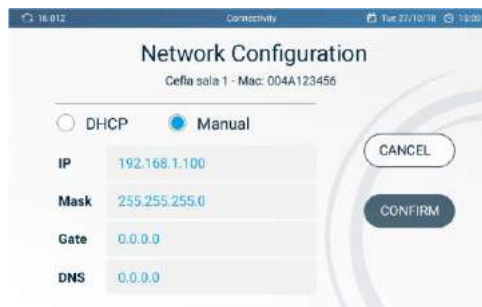 16.012 Connectivity Tue 27/10/18 13:00
Network Configuration
Cefla sala 1 - Mac: 004A123456
DHCP Manual
IP 192.168.1.100
Mask 255.255.255.0
Gate 0.0.0.0
DNS 0.0.0.0
CANCEL
CONFIRM